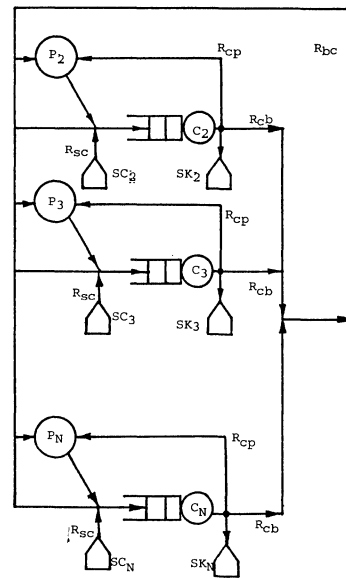 P2
Rcp
Rbc
C2
Rcb
Rsc
SC2
SK2
P3
Rcp
C3
Rsc
Rcb
SC3
SK3
PN
Rcp
CN
Rsc
Rcb
SCN
SKN